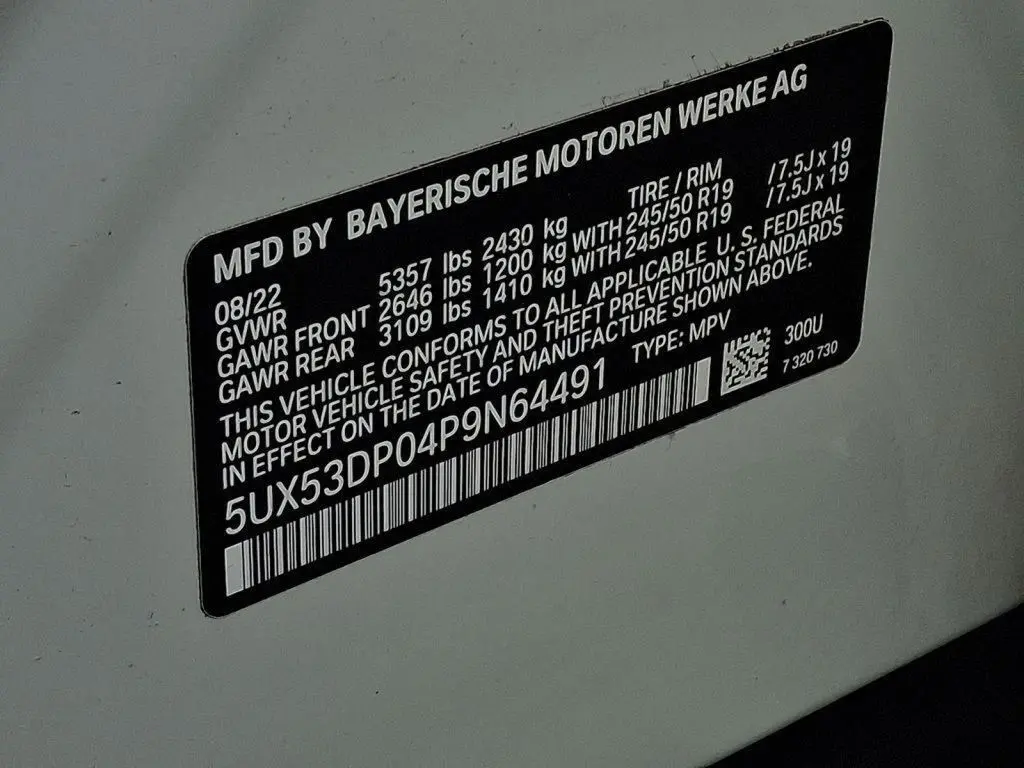 MFD BY BAYERISCHE MOTOREN WERKE AG
08/22 TIRE / RIM
GVWR 5357 lbs 2430 kg
GAWR FRONT 2646 lbs 1200 kg WITH 245/50 R19 /7.5J x 19
GAWR REAR 3109 lbs 1410 kg WITH 245/50 R19 /7.5J x 19
THIS VEHICLE CONFORMS TO ALL APPLICABLE U. S. FEDERAL
MOTOR VEHICLE SAFETY AND THEFT PREVENTION STANDARDS
IN EFFECT ON THE DATE OF MANUFACTURE SHOWN ABOVE.
5UX53DP04P9N64491 TYPE: MPV 300U
7 320 730